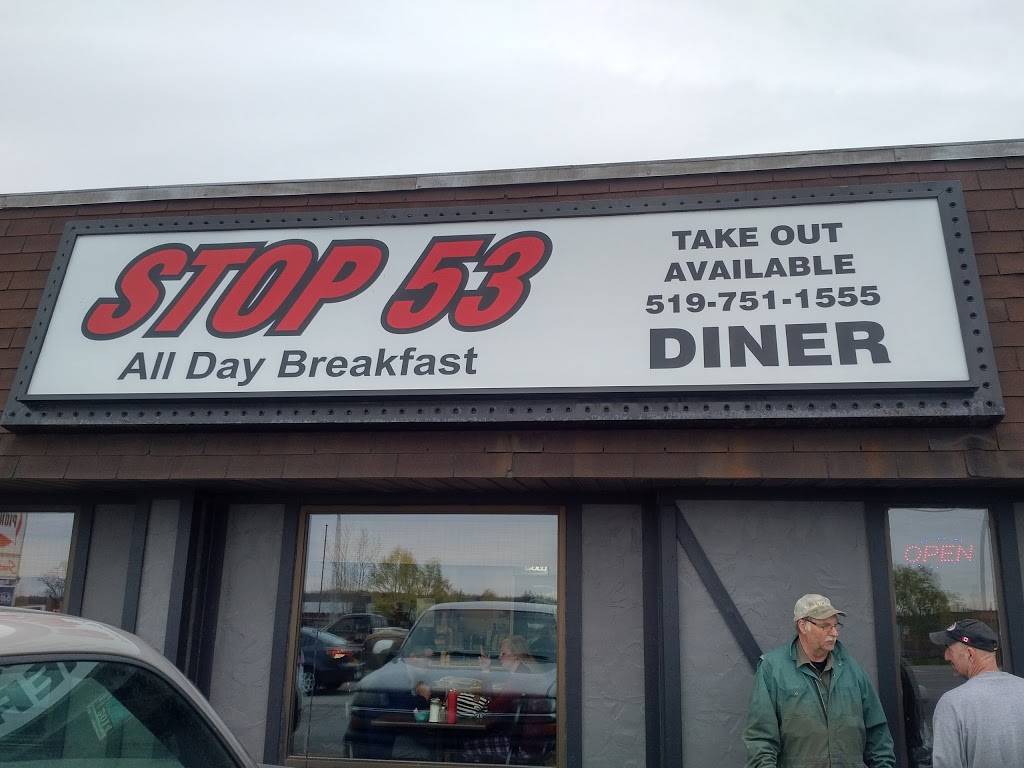 STOP 53
All Day Breakfast
TAKE OUT
AVAILABLE
519-751-1555
DINER
OPEN